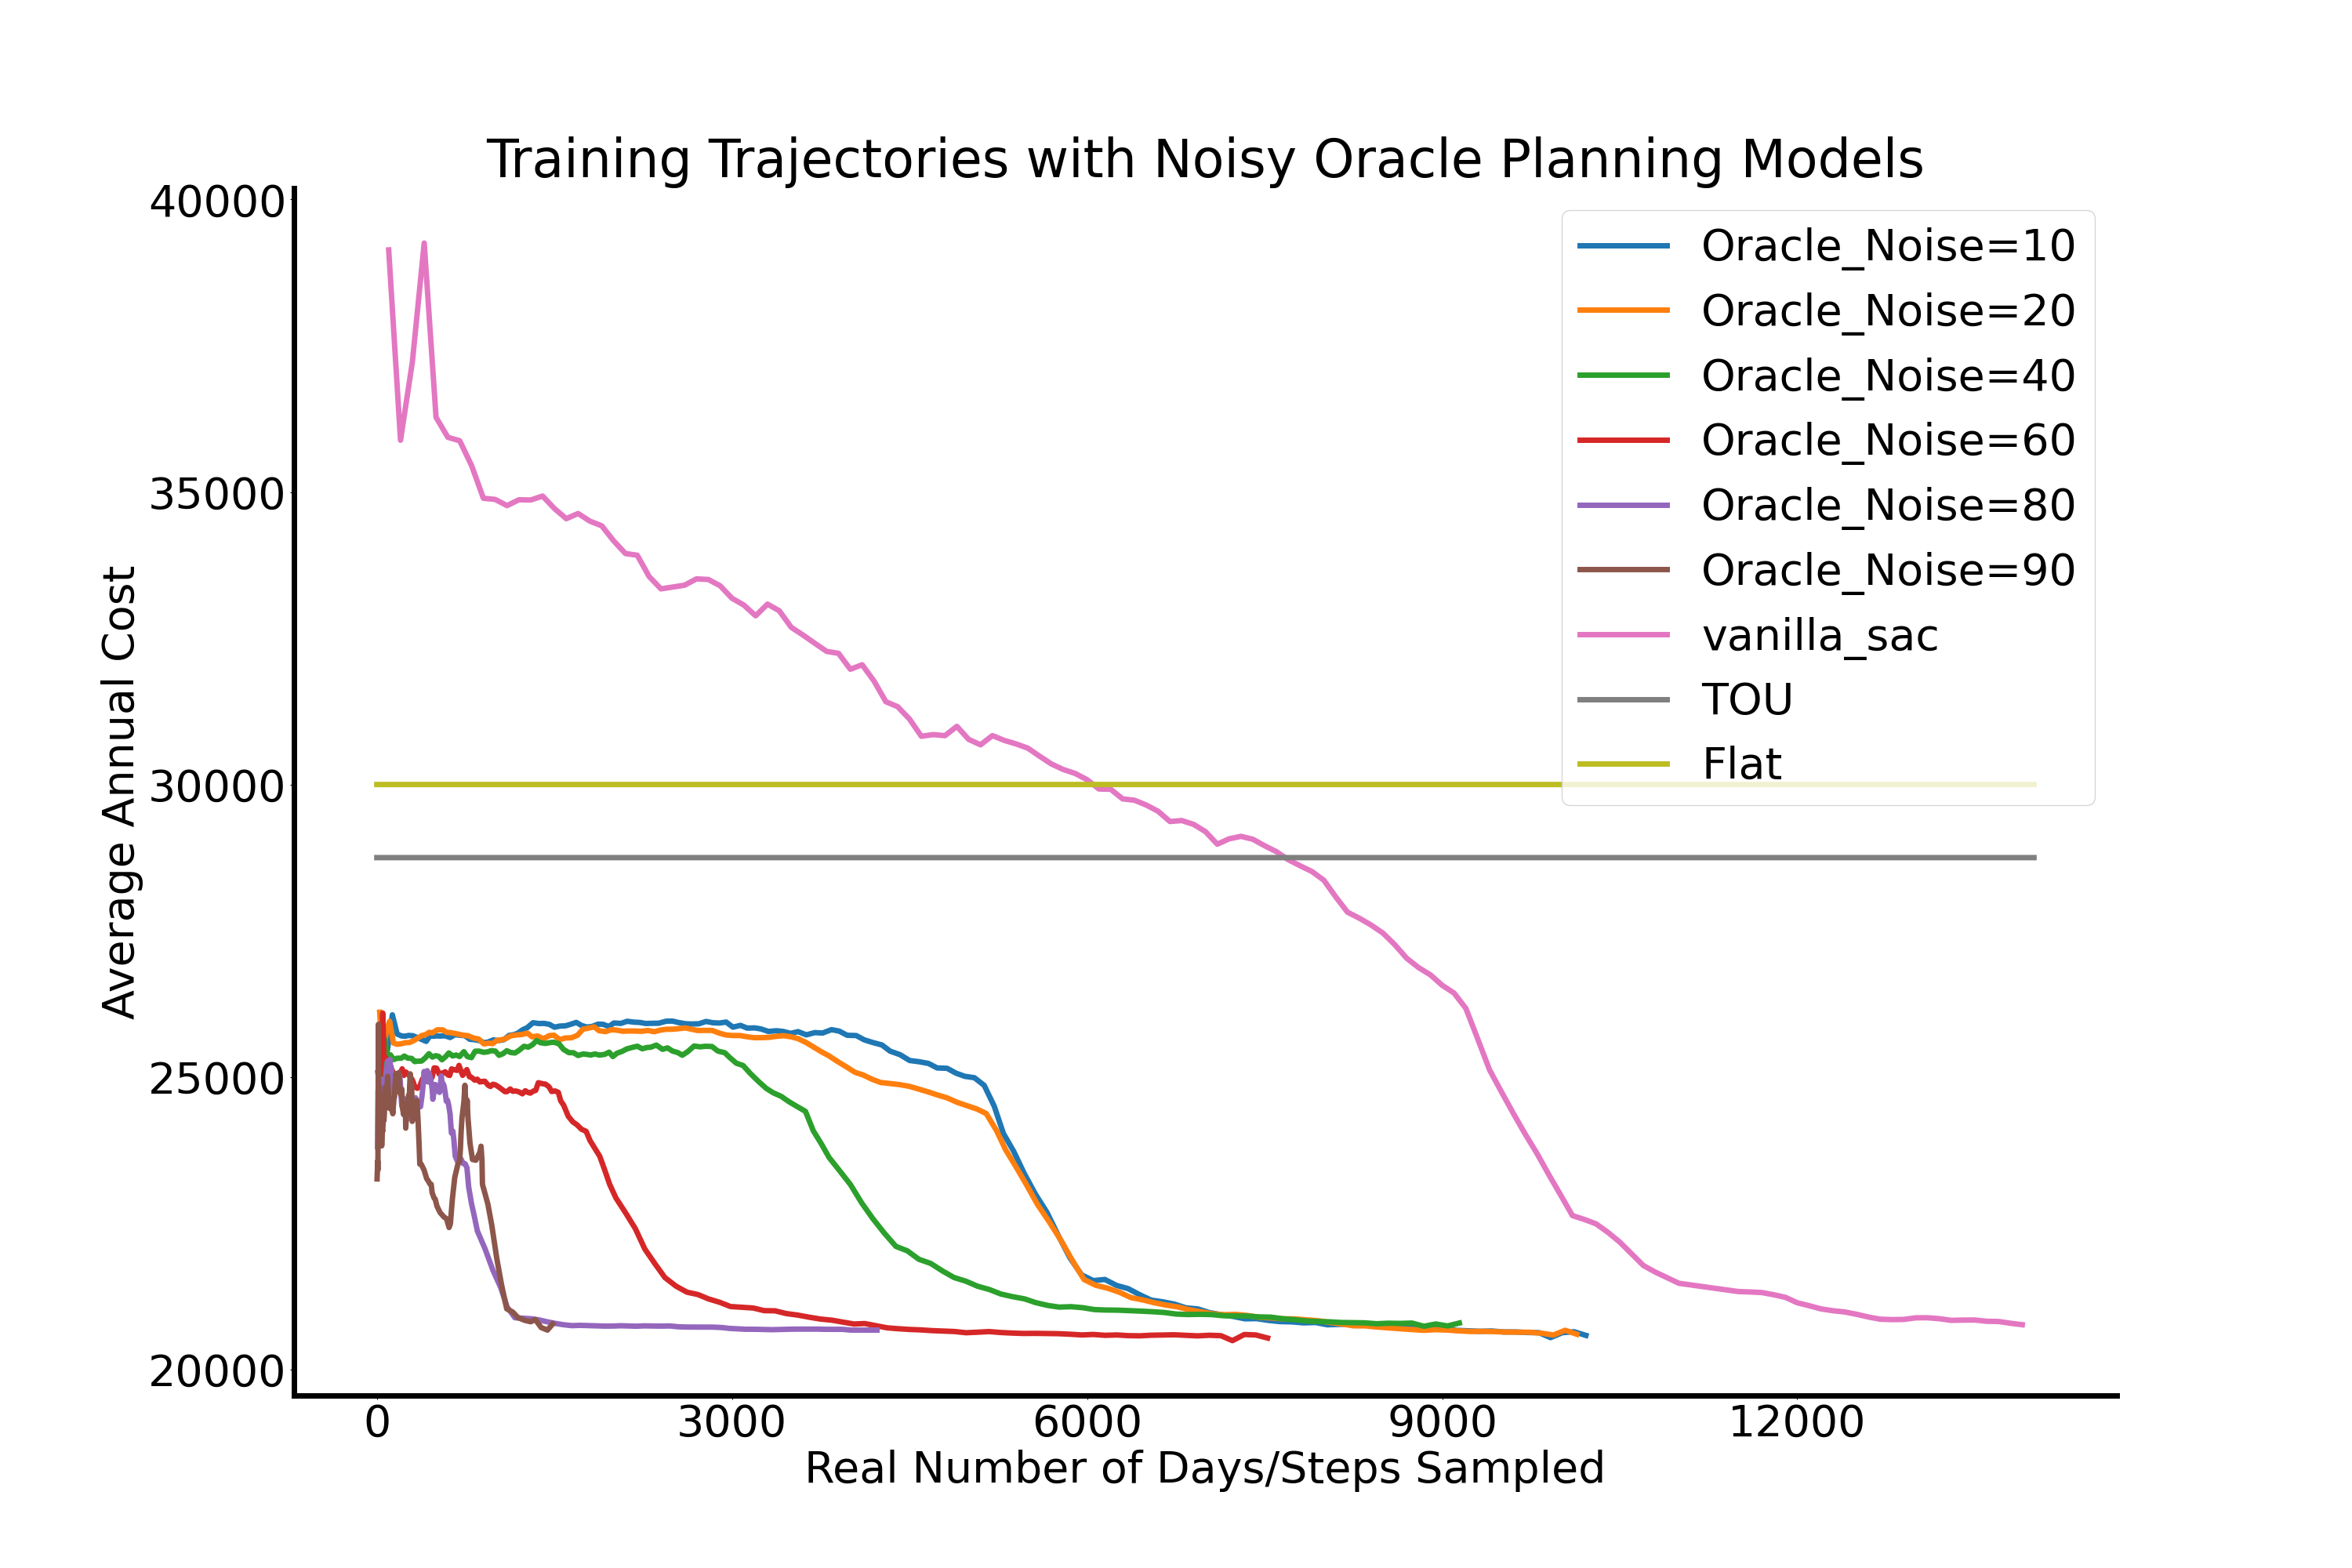 Training Trajectories with Noisy Oracle Planning Models
40000
35000
30000
25000
20000
Average Annual Cost
Oracle_Noise=10
Oracle_Noise=20
Oracle_Noise=40
Oracle_Noise=60
Oracle_Noise=80
Oracle_Noise=90
vanilla_sac
TOU
Flat
0 3000 6000 9000 12000
Real Number of Days/Steps Sampled